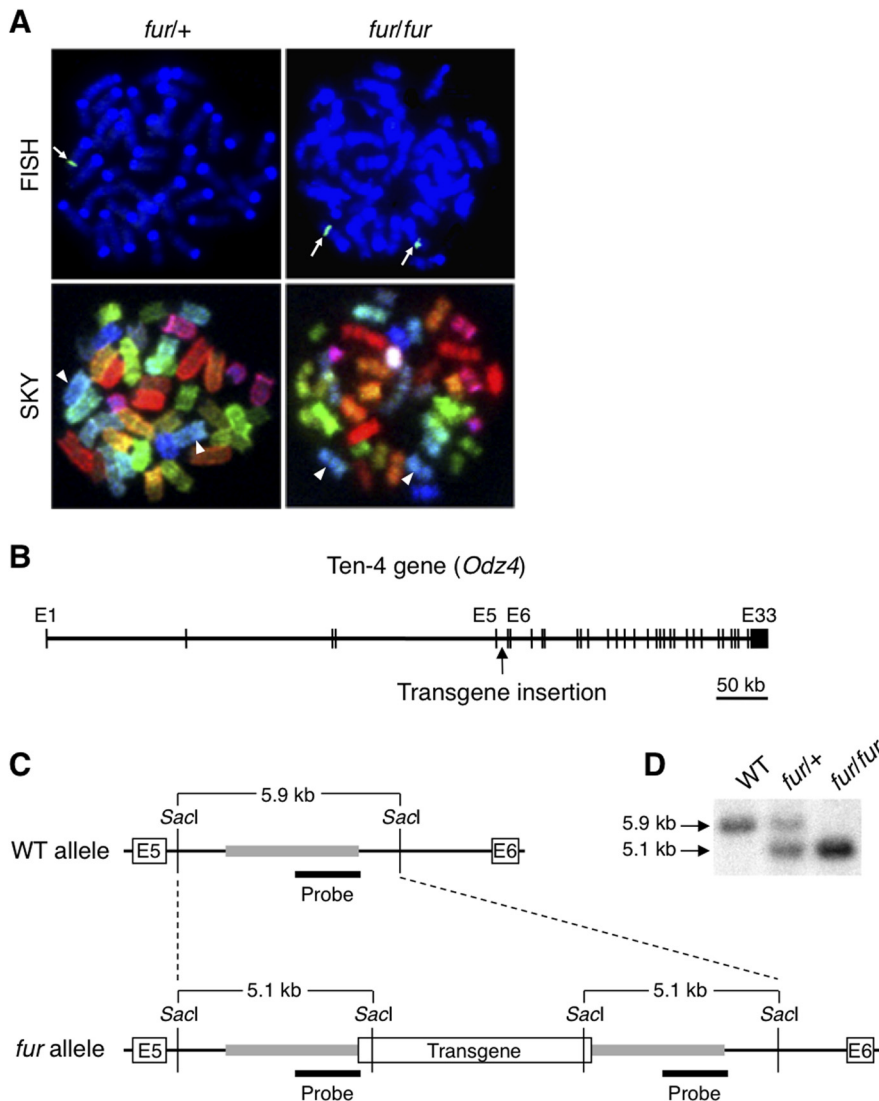 A
fur/+
fur/fur
FISH
SKY
B
Ten-4 gene (Odz4)
E1
E5
E6
E33
Transgene insertion
50 kb
C
5.9 kb
SacI
SacI
WT allele
E5
E6
Probe
5.1 kb
5.1 kb
SacI
SacI
SacI
SacI
fur allele
E5
Transgene
E6
Probe
Probe
D
WT
fur/+
fur/fur
5.9 kb
5.1 kb